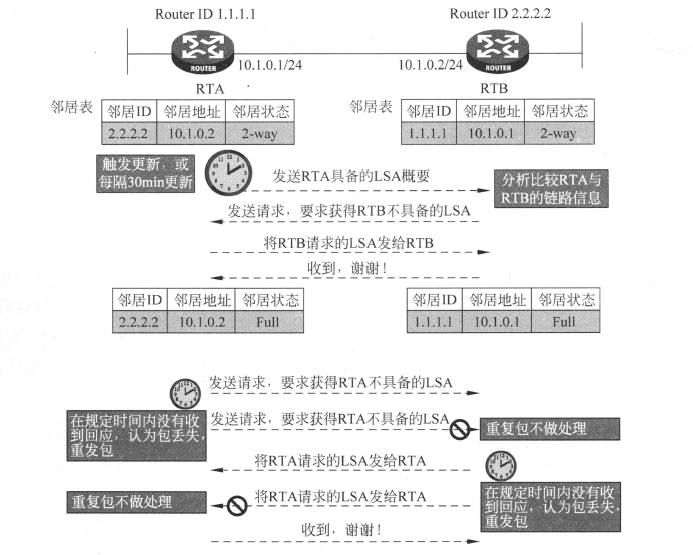 Router ID 1.1.1.1
Router ID 2.2.2.2
ROUTER
10.1.0.1/24
10.1.0.2/24
ROUTER
RTA
RTB
邻居表
邻居ID 邻居地址 邻居状态
2.2.2.2 10.1.0.2 2-way
邻居表
邻居ID 邻居地址 邻居状态
1.1.1.1 10.1.0.1 2-way
触发更新，或
每隔30min更新
发送RTA具备的LSA概要
分析比较RTA与
RTB的链路信息
发送请求，要求获得RTB不具备的LSA
将RTB请求的LSA发给RTB
收到，谢谢！
邻居ID 邻居地址 邻居状态
2.2.2.2 10.1.0.2 Full
邻居ID 邻居地址 邻居状态
1.1.1.1 10.1.0.1 Full
发送请求，要求获得RTA不具备的LSA
在规定时间内没有收
到回应，认为包丢失，
重发包
发送请求，要求获得RTA不具备的LSA
重复包不做处理
将RTA请求的LSA发给RTA
重复包不做处理
将RTA请求的LSA发给RTA
在规定时间内没有收
到回应，认为包丢失，
重发包
收到，谢谢！